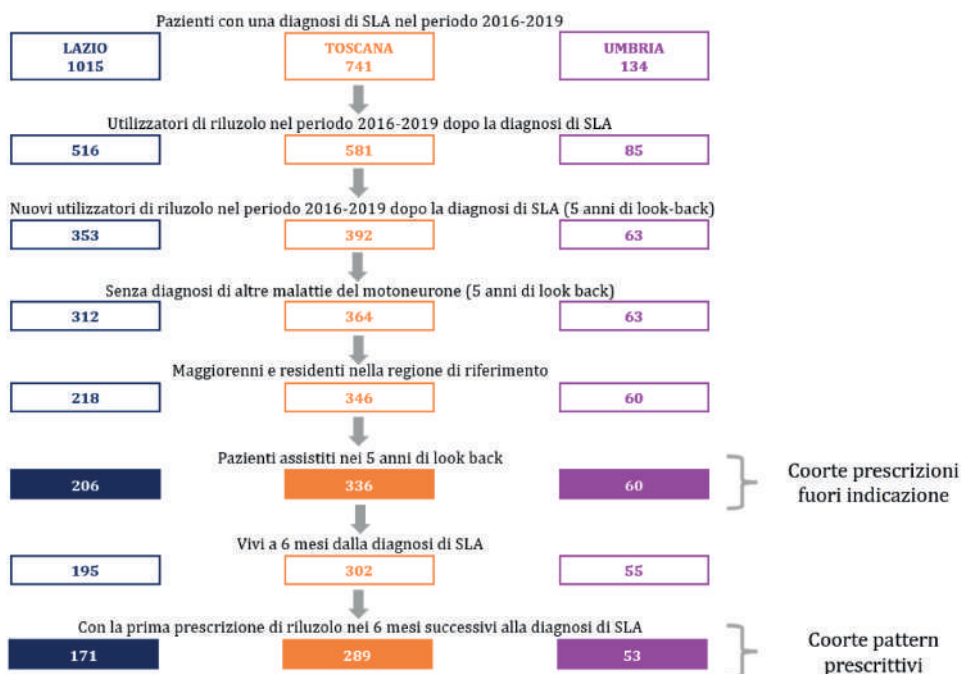 Pazienti con una diagnosi di SLA nel periodo 2016-2019
LAZIO TOSCANA UMBRIA
1015 741 134
Utilizzatori di riluzolo nel periodo 2016-2019 dopo la diagnosi di SLA
516 581 85
Nuovi utilizzatori di riluzolo nel periodo 2016-2019 dopo la diagnosi di SLA (5 anni di look-back)
353 392 63
Senza diagnosi di altre malattie del motoneurone (5 anni di look back)
312 364 63
Maggiorenni e residenti nella regione di riferimento
218 346 60
Pazienti assistiti nei 5 anni di look back
206 336 60
Coorte prescrizioni
fuori indicazione
Vivi a 6 mesi dalla diagnosi di SLA
195 302 55
Con la prima prescrizione di riluzolo nei 6 mesi successivi alla diagnosi di SLA
171 289 53
Coorte pattern
prescrittivi